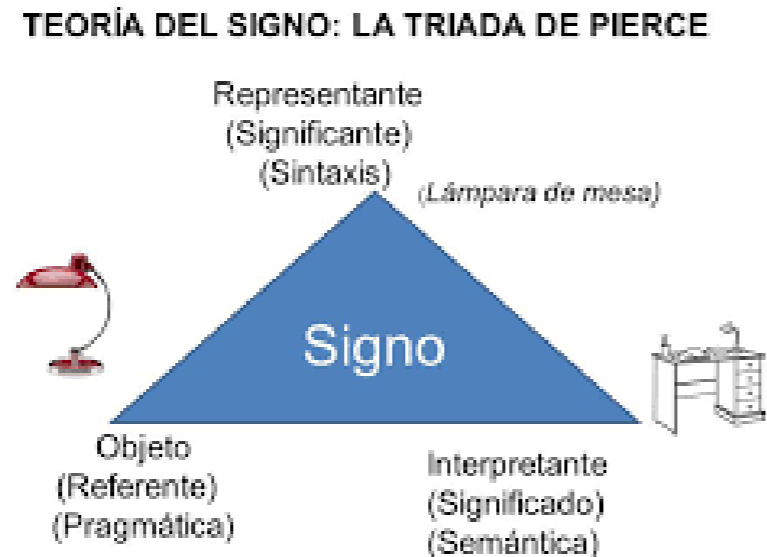 TEORÍA DEL SIGNO: LA TRIADA DE PIERCE
Representante
(Significante)
(Sintaxis)
(Lámpara de mesa)
Signo
Objeto
(Referente)
(Pragmática)
Interpretante
(Significado)
(Semántica)